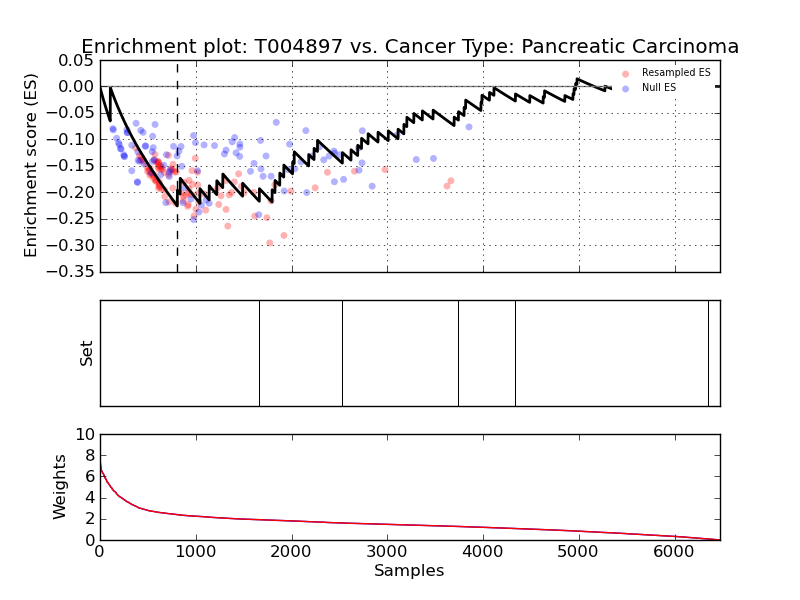 Enrichment plot: T004897 vs. Cancer Type: Pancreatic Carcinoma
Enrichment score (ES)
0.05
0.00
−0.05
−0.10
−0.15
−0.20
−0.25
−0.30
−0.35
Resampled ES
Null ES
Set
Weights
10
8
6
4
2
0
0 1000 2000 3000 4000 5000 6000
Samples